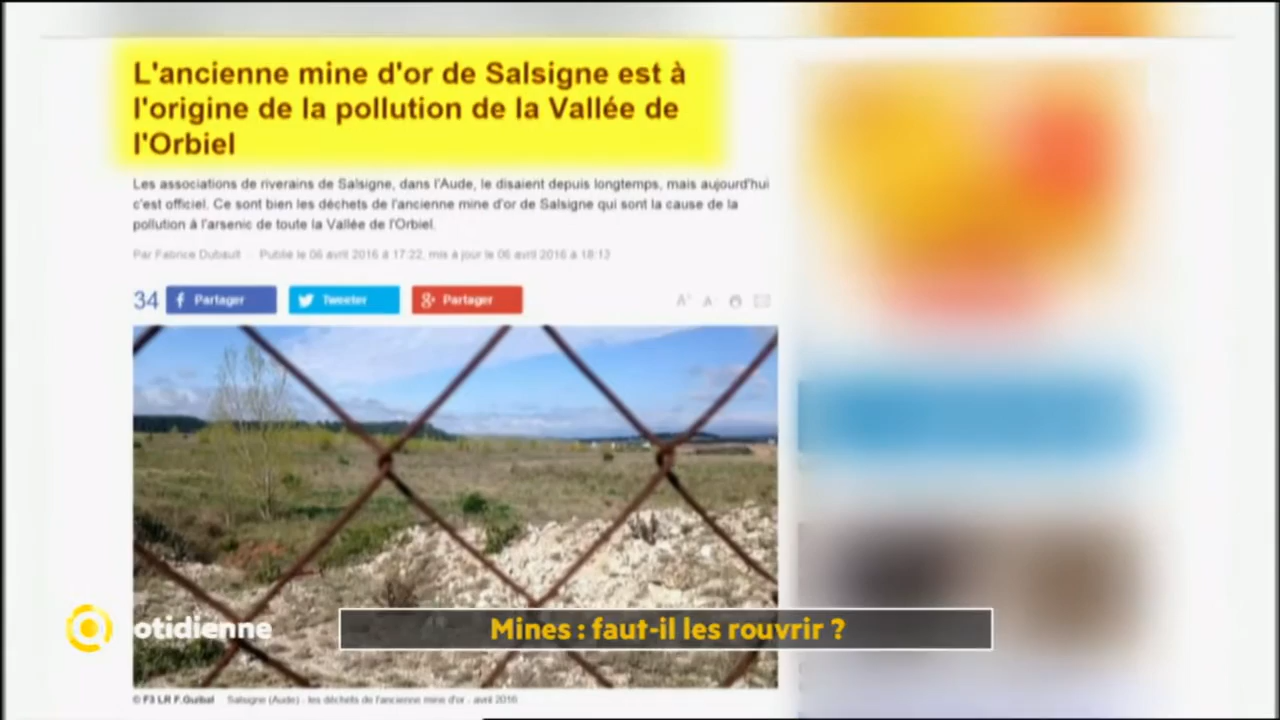 L'ancienne mine d'or de Salsigne est à
l'origine de la pollution de la Vallée de
l'Orbiel
Les associations de riverains de Salsigne, dans l'Aude, le disaient depuis longtemps, mais aujourd'hui
c'est officiel. Ce sont bien les déchets de l'ancienne mine d'or de Salsigne qui sont la cause de la
pollution à l'arsenic de toute la Vallée de l'Orbiel.
Par Fabrice Dubault Publié le 06 avril 2016 à 17:22, mis à jour le 06 avril 2016 à 18:13
34 f Partager Tweeter g+ Partager A+ A-
otidienne
Mines : faut-il les rouvrir ?
© F3 LR F.Guibal Salsigne (Aude) - les déchets de l'ancienne mine d'or - avril 2016